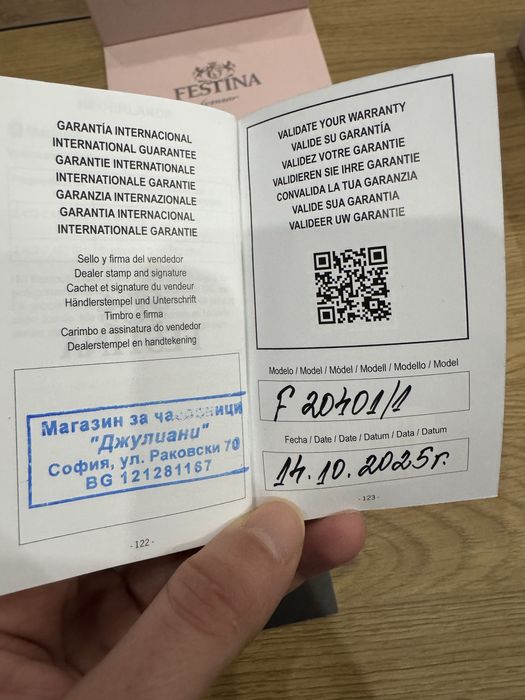 FESTINA
GARANTÍA INTERNACIONAL
INTERNATIONAL GUARANTEE
GARANTIE INTERNATIONALE
INTERNATIONALE GARANTIE
GARANZIA INTERNAZIONALE
GARANTIA INTERNACIONAL
INTERNATIONALE GARANTIE
Sello y firma del vendedor
Dealer stamp and signature
Cachet et signature du vendeur
Händlerstempel und Unterschrift
Timbro e firma
Carimbo e assinatura do vendedor
Dealerstempel en handtekening
Магазин за часовници
"Джулиани"
София, ул. Раковски 70
BG 121281167
- 122 -
VALIDATE YOUR WARRANTY
VALIDE SU GARANTÍA
VALIDEZ VOTRE GARANTIE
VALIDIEREN SIE IHRE GARANTIE
CONVALIDA LA TUA GARANZIA
VALIDE SUA GARANTIA
VALIDEER UW GARANTIE
Modelo / Model / Mòdel / Modell / Modello / Model
F 20401/1
Fecha / Date / Date / Datum / Data / Datum
14.10.2025г.
- 123 -